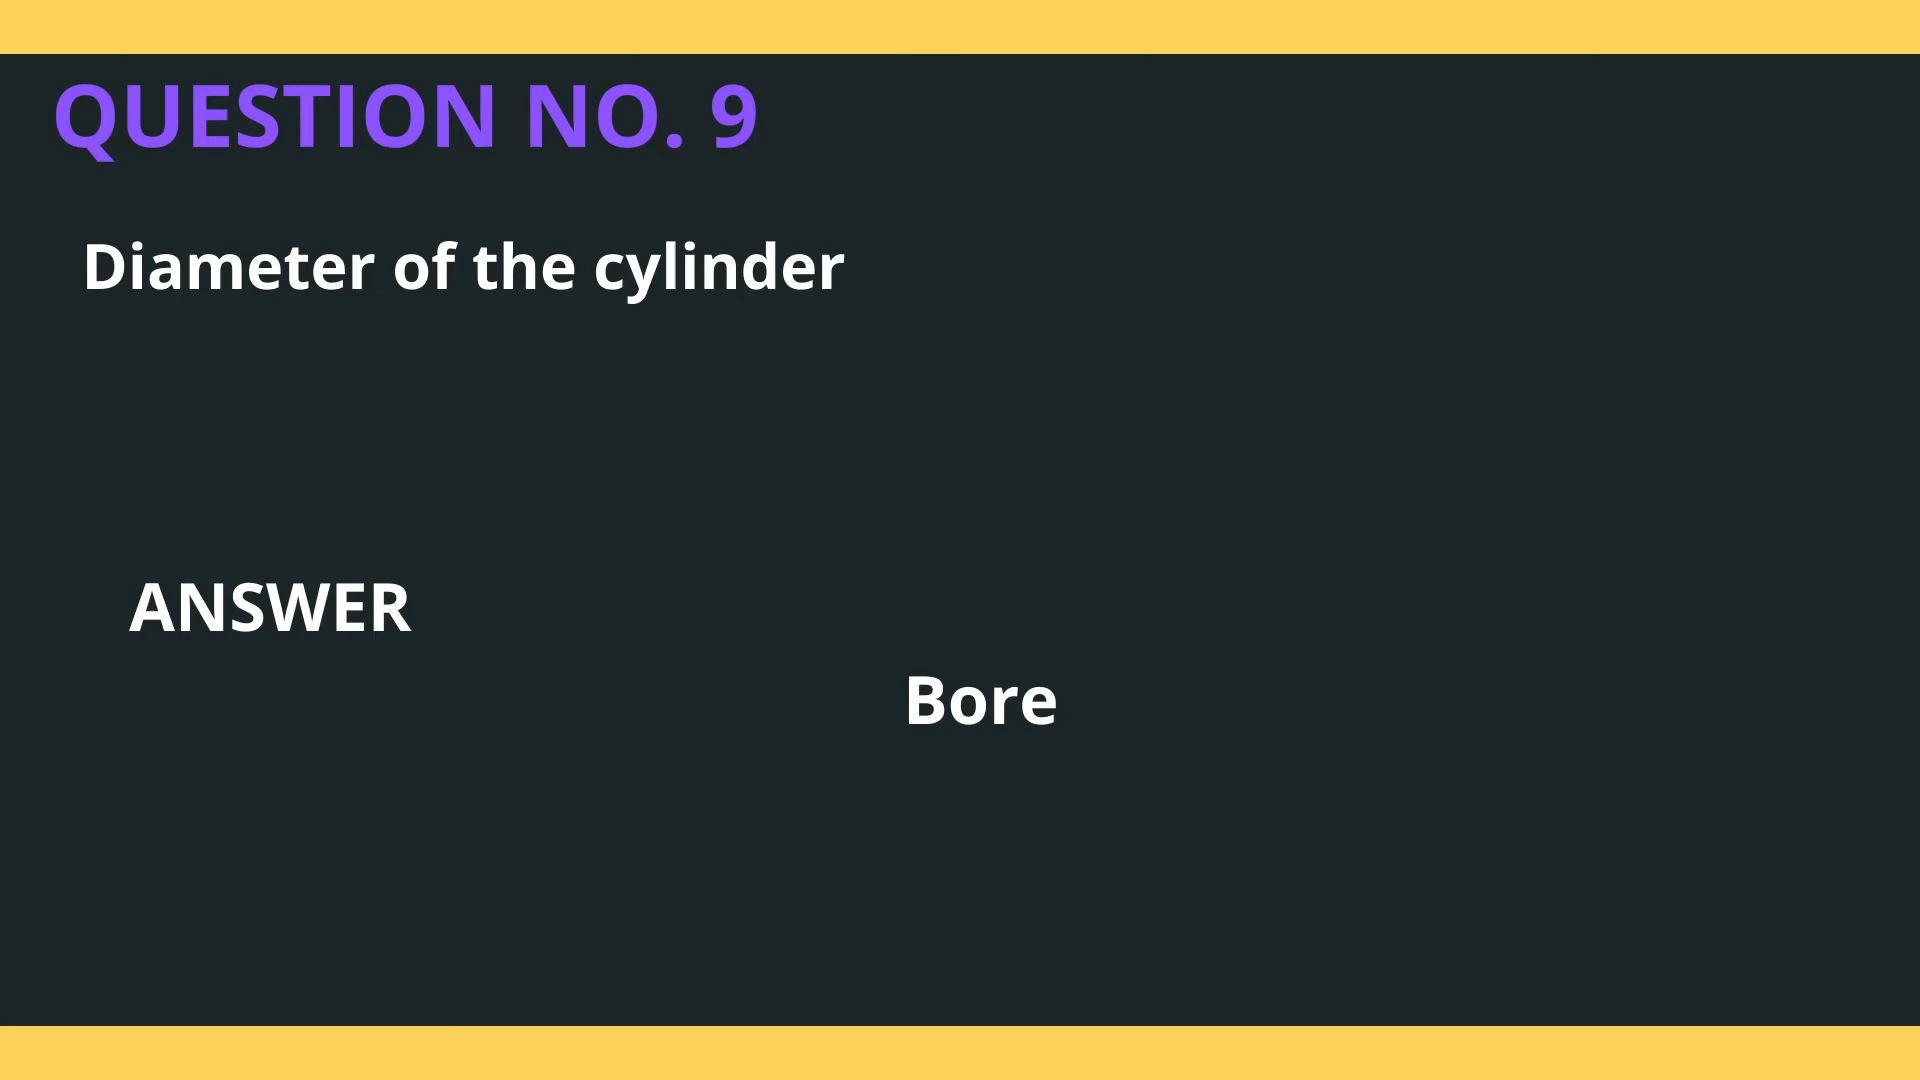 QUESTION NO. 9
Diameter of the cylinder
ANSWER
Bore